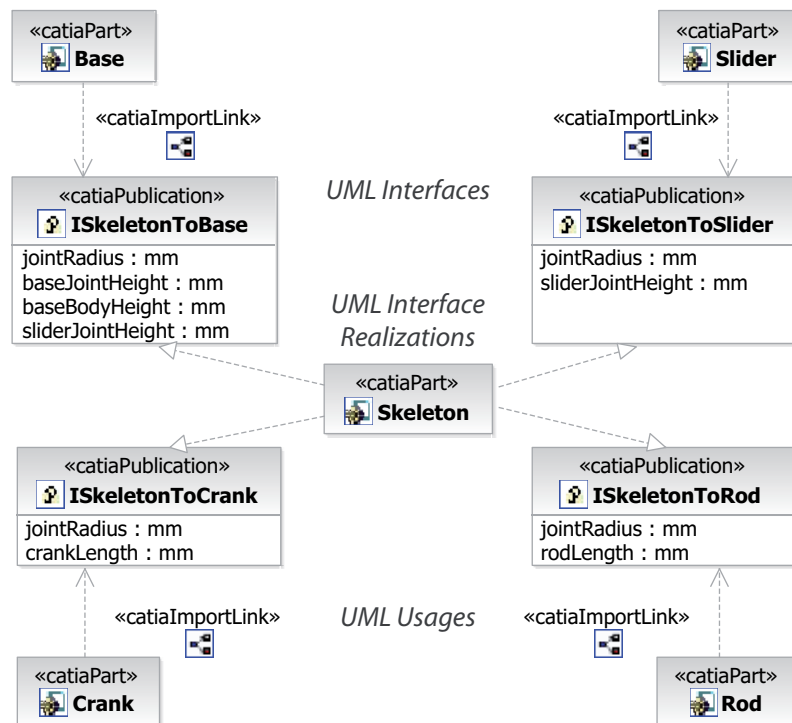 «catiaPart»
Base
«catiaPart»
Slider
«catiaImportLink»
«catiaImportLink»
«catiaPublication»
ISkeletonToBase
jointRadius : mm
baseJointHeight : mm
baseBodyHeight : mm
sliderJointHeight : mm
UML Interfaces
«catiaPublication»
ISkeletonToSlider
jointRadius : mm
sliderJointHeight : mm
UML Interface
Realizations
«catiaPart»
Skeleton
«catiaPublication»
ISkeletonToCrank
jointRadius : mm
crankLength : mm
«catiaPublication»
ISkeletonToRod
jointRadius : mm
rodLength : mm
«catiaImportLink»
UML Usages
«catiaImportLink»
«catiaPart»
Crank
«catiaPart»
Rod